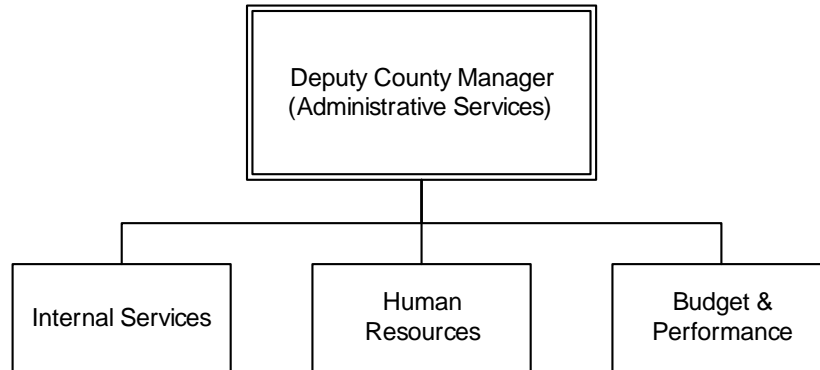 Deputy County Manager
(Administrative Services)
Internal Services
Human
Resources
Budget &
Performance